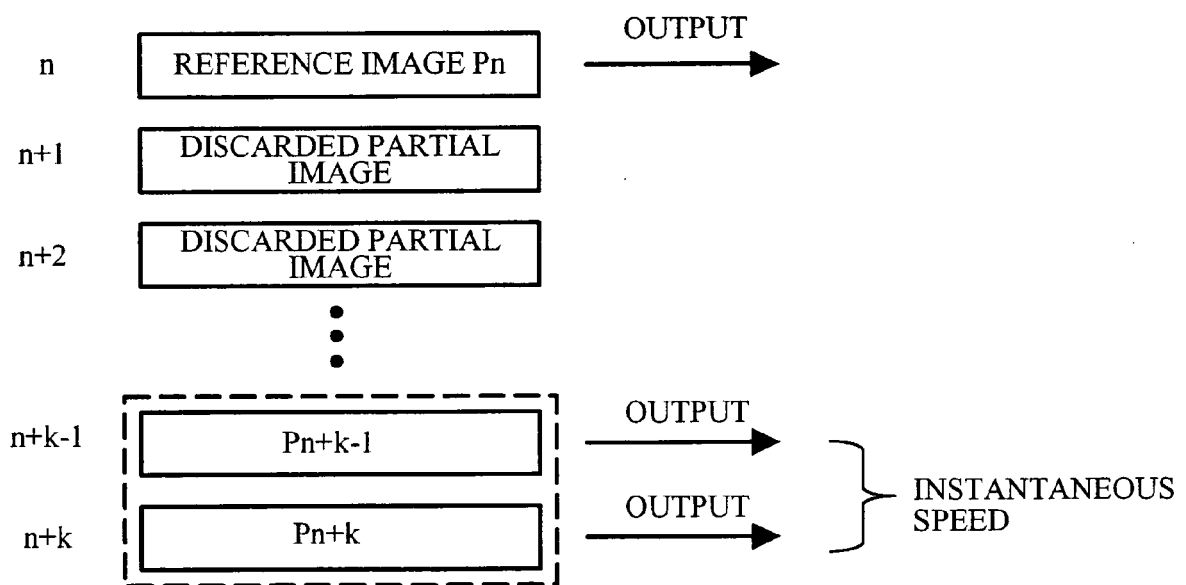 OUTPUT
n
REFERENCE IMAGE Pn
n+1
DISCARDED PARTIAL
IMAGE
n+2
DISCARDED PARTIAL
IMAGE
n+k-1
Pn+k-1
OUTPUT
INSTANTANEOUS
SPEED
n+k
Pn+k
OUTPUT